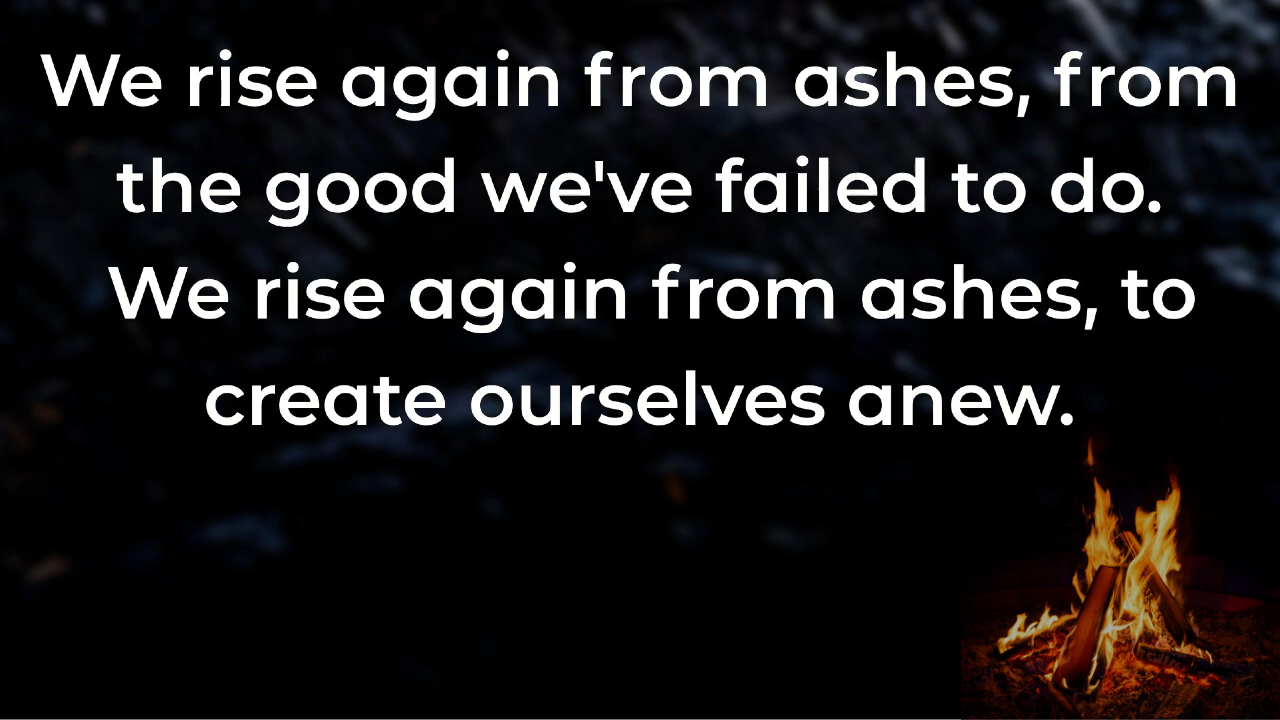 We rise again from ashes, from
the good we've failed to do.
We rise again from ashes, to
create ourselves anew.